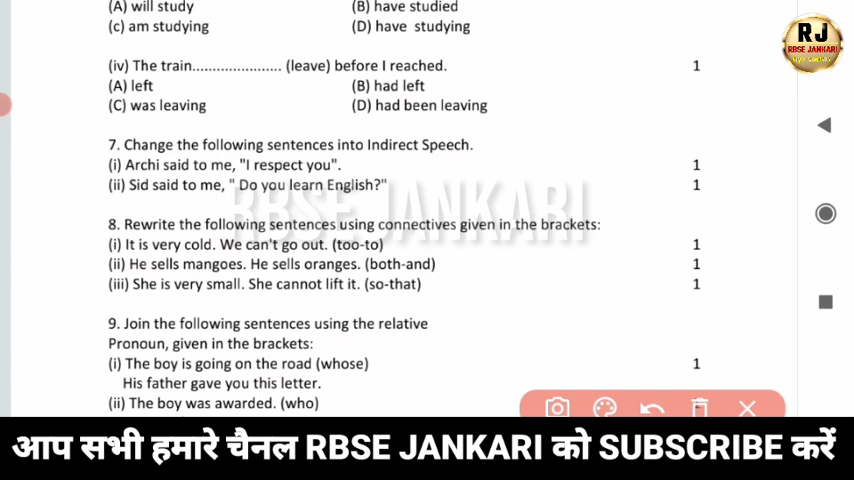 (A) will study (B) have studied
(c) am studying (D) have studying
(iv) The train...................... (leave) before I reached. 1
(A) left (B) had left
(C) was leaving (D) had been leaving
7. Change the following sentences into Indirect Speech.
(i) Archi said to me, "I respect you". 1
(ii) Sid said to me, " Do you learn English?" 1
RBSE JANKARI
8. Rewrite the following sentences using connectives given in the brackets:
(i) It is very cold. We can't go out. (too-to) 1
(ii) He sells mangoes. He sells oranges. (both-and) 1
(iii) She is very small. She cannot lift it. (so-that) 1
9. Join the following sentences using the relative
Pronoun, given in the brackets:
(i) The boy is going on the road (whose) 1
His father gave you this letter.
(ii) The boy was awarded. (who)
RJ
RBSE JANKARI
आप सभी हमारे चैनल RBSE JANKARI को SUBSCRIBE करें